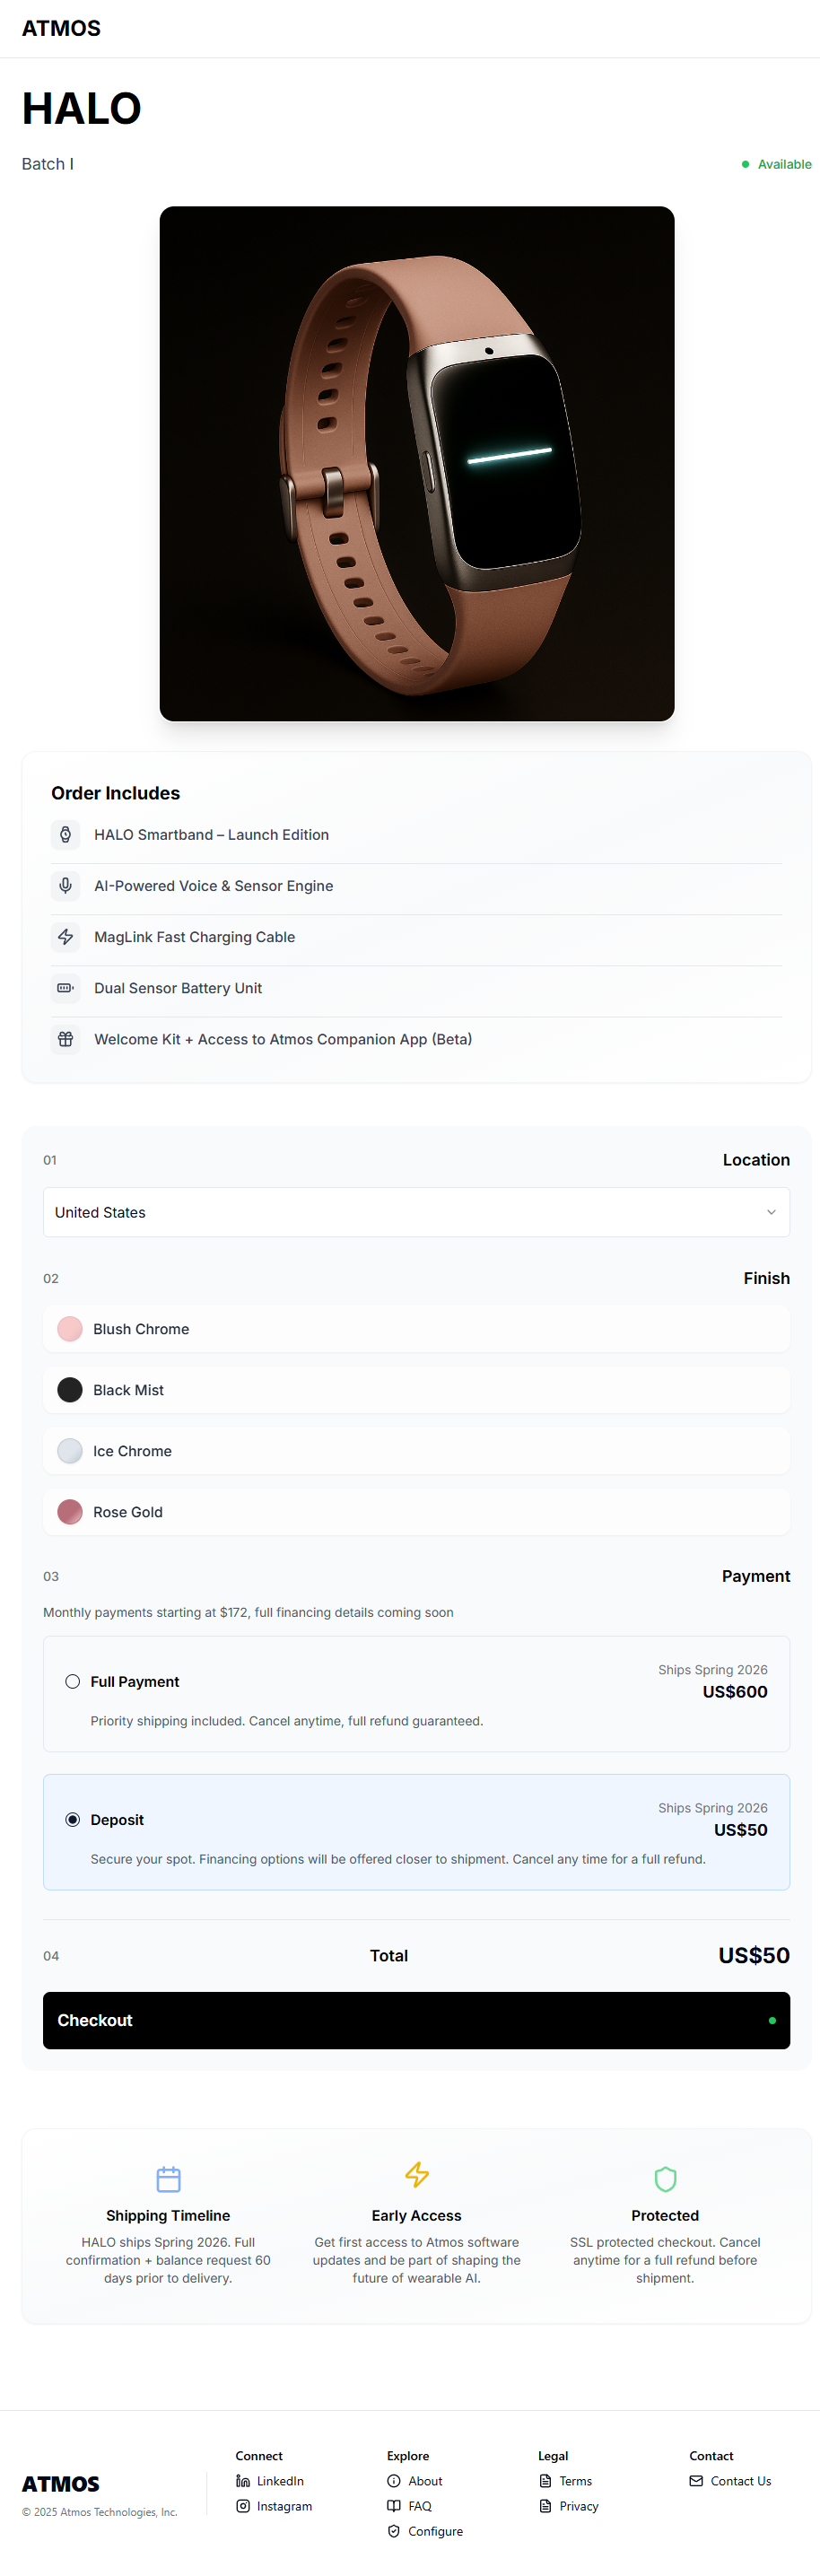 ATMOS
HALO
Batch I
Available
Order Includes
HALO Smartband – Launch Edition
AI-Powered Voice & Sensor Engine
MagLink Fast Charging Cable
Dual Sensor Battery Unit
Welcome Kit + Access to Atmos Companion App (Beta)
01
Location
United States
02
Finish
Blush Chrome
Black Mist
Ice Chrome
Rose Gold
03
Payment
Monthly payments starting at $172, full financing details coming soon
Full Payment
Ships Spring 2026
US$600
Priority shipping included. Cancel anytime, full refund guaranteed.
Deposit
Ships Spring 2026
US$50
Secure your spot. Financing options will be offered closer to shipment. Cancel any time for a full refund.
04
Total
US$50
Checkout
Shipping Timeline
HALO ships Spring 2026. Full
confirmation + balance request 60
days prior to delivery.
Early Access
Get first access to Atmos software
updates and be part of shaping the
future of wearable AI.
Protected
SSL protected checkout. Cancel
anytime for a full refund before
shipment.
ATMOS
© 2025 Atmos Technologies, Inc.
Connect
LinkedIn
Instagram
Explore
About
FAQ
Configure
Legal
Terms
Privacy
Contact
Contact Us